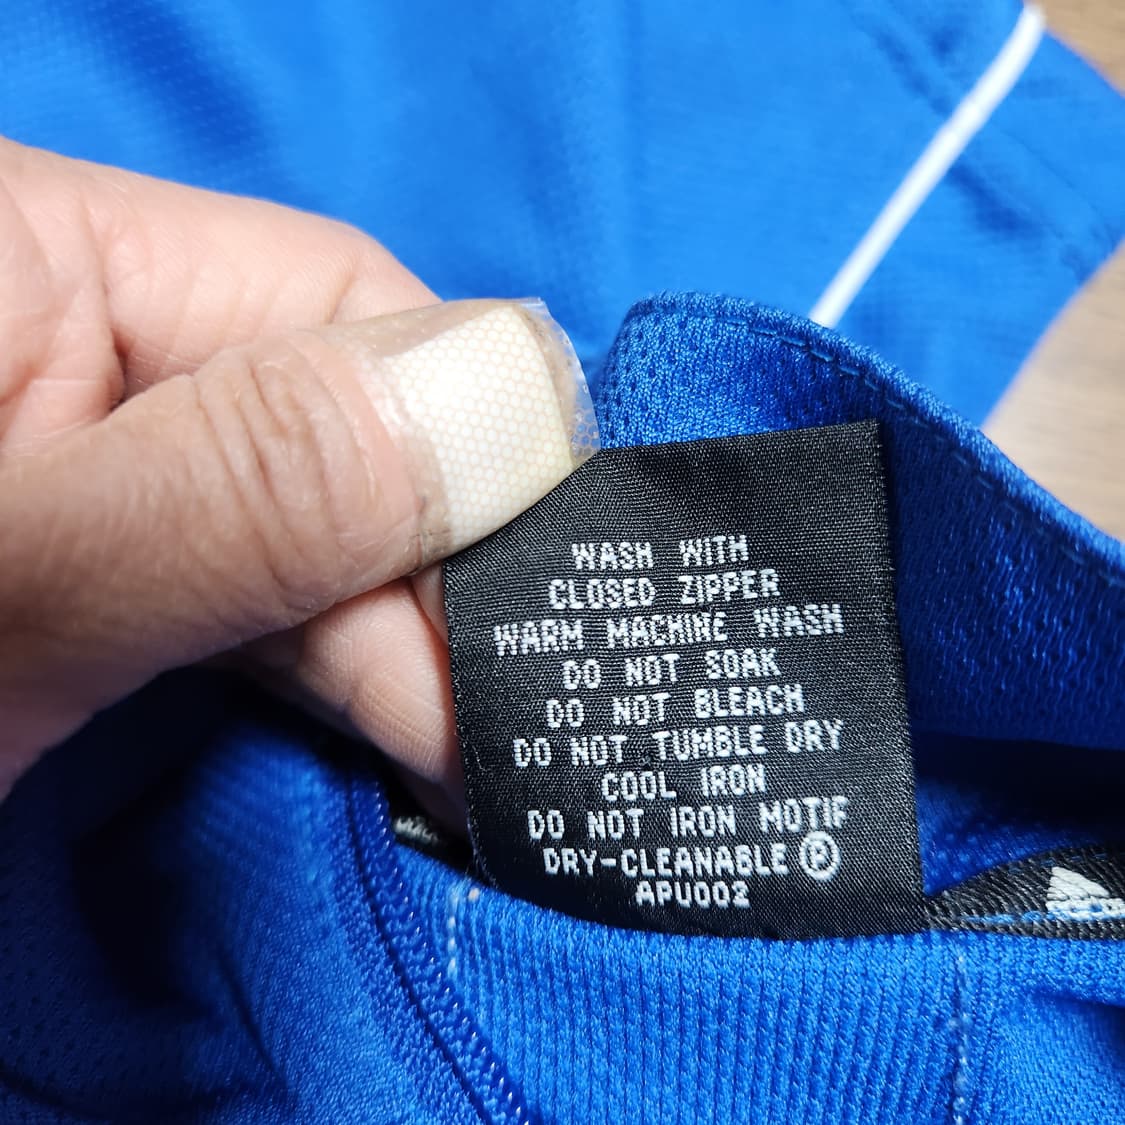 WASH WITH
CLOSED ZIPPER
WARM MACHINE WASH
DO NOT SOAK
DO NOT BLEACH
DO NOT TUMBLE DRY
COOL IRON
DO NOT IRON MOTIF
DRY-CLEANABLE Ⓟ
APU002